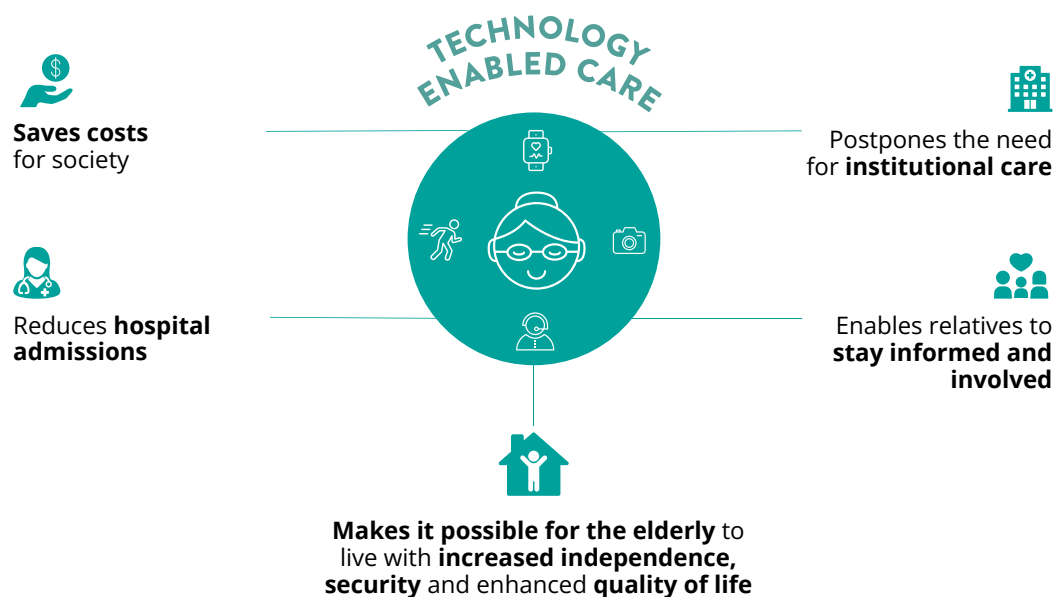 TECHNOLOGY
ENABLED CARE
$
Saves costs
for society
Postpones the need
for institutional care
Reduces hospital
admissions
Enables relatives to
stay informed and
involved
Makes it possible for the elderly to
live with increased independence,
security and enhanced quality of life